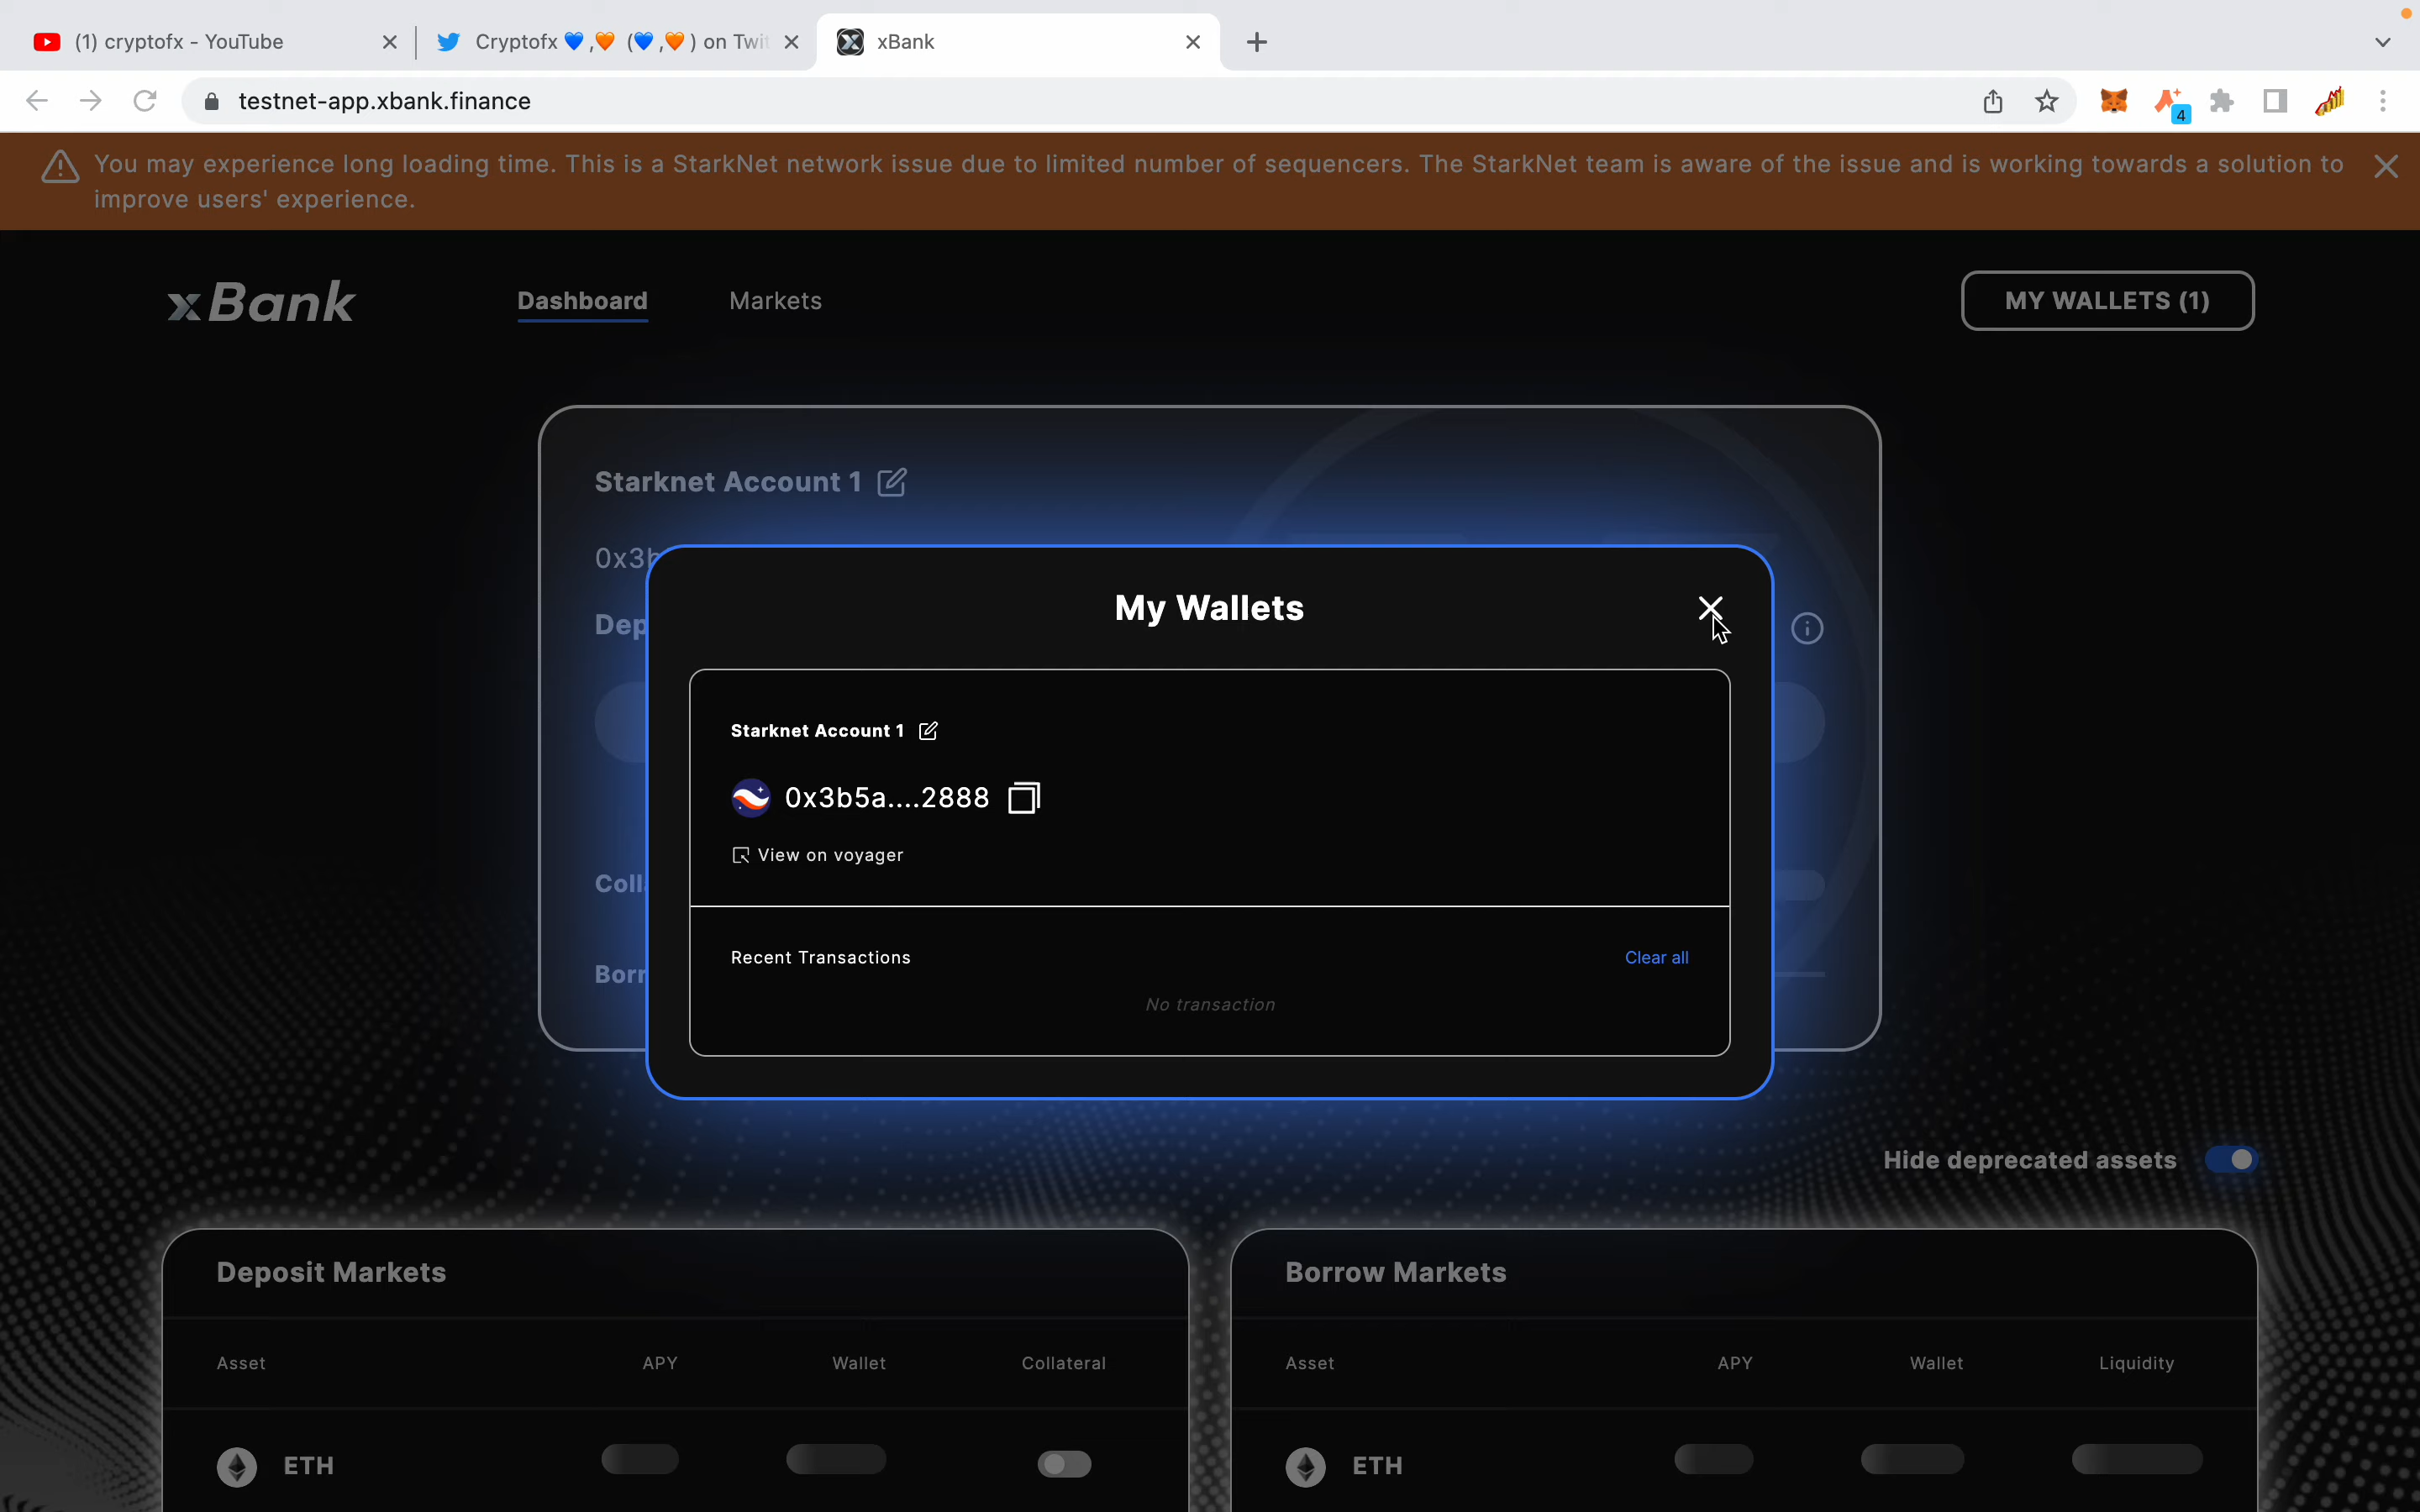 (1) cryptofx - YouTube
Cryptofx 💙,🧡 (💙,🧡) on Twit
xBank
testnet-app.xbank.finance
4
You may experience long loading time. This is a StarkNet network issue due to limited number of sequencers. The StarkNet team is aware of the issue and is working towards a solution to
improve users' experience.
xBank
Dashboard
Markets
MY WALLETS (1)
Starknet Account 1
0x3b
Dep
My Wallets
Starknet Account 1
0x3b5a....2888
View on voyager
Coll
Recent Transactions
Clear all
Borr
No transaction
Hide deprecated assets
Deposit Markets
Borrow Markets
Asset APY Wallet Collateral
Asset APY Wallet Liquidity
ETH
ETH